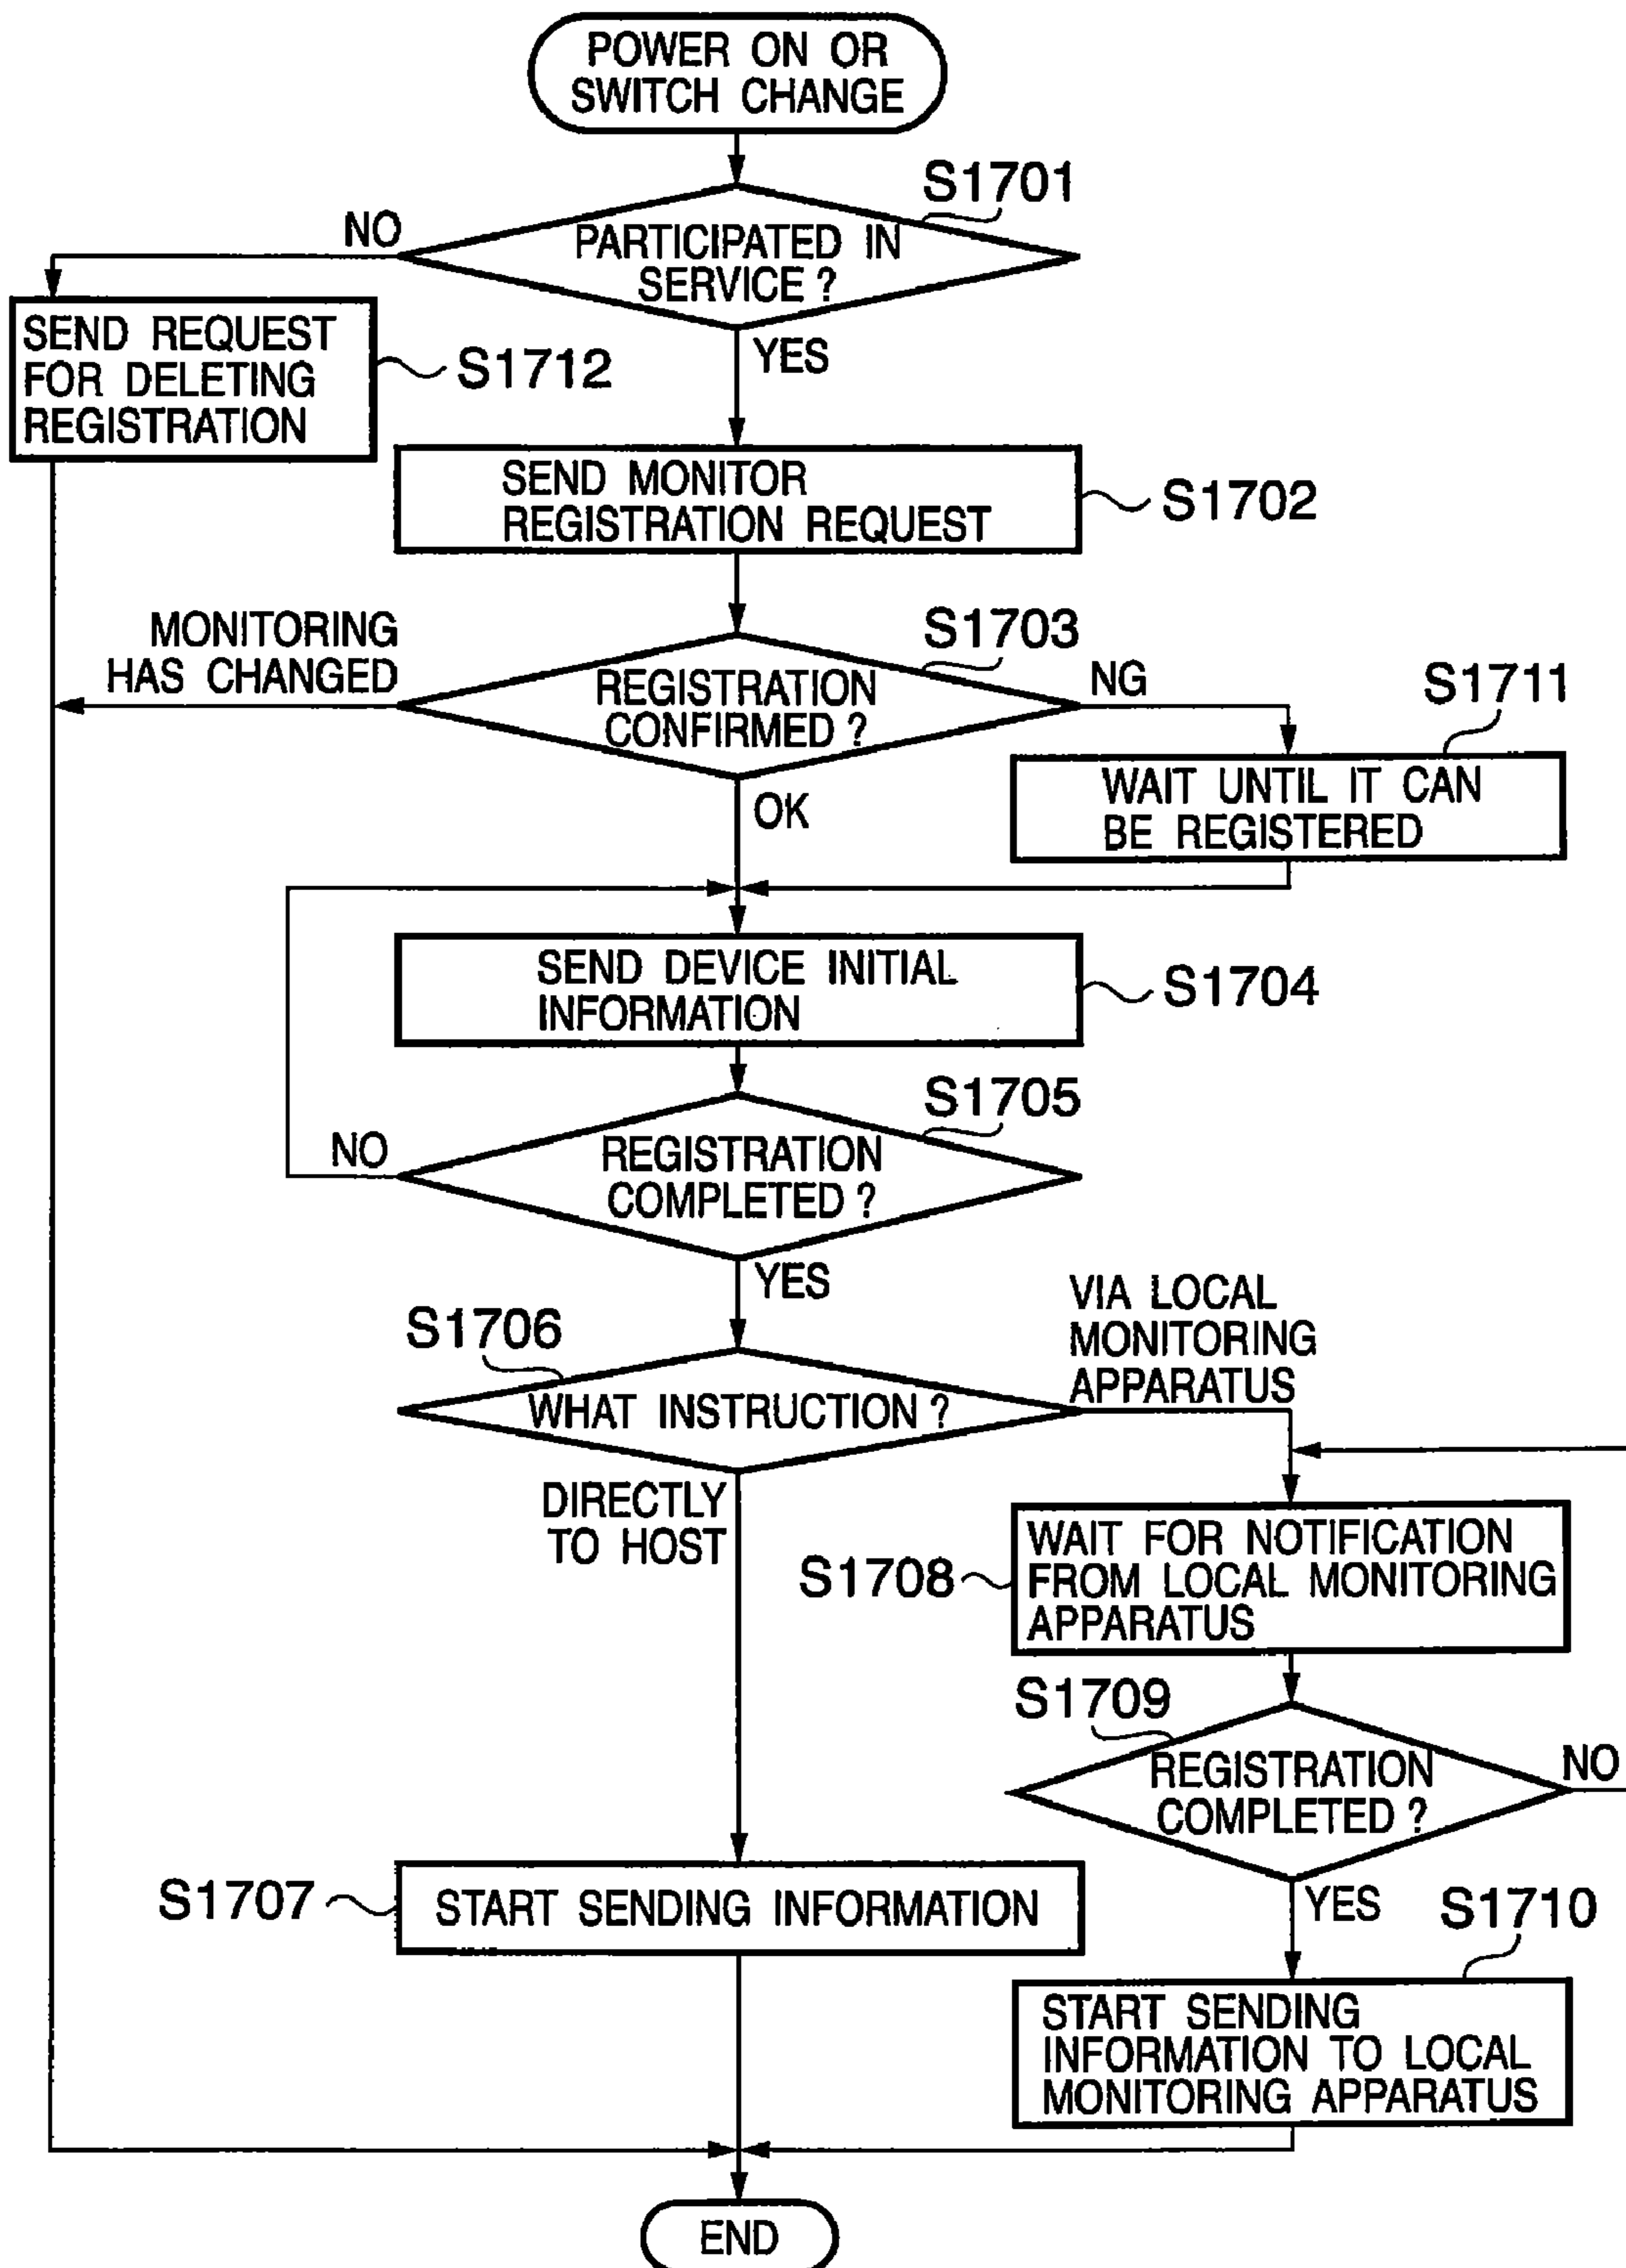 POWER ON OR
SWITCH CHANGE
S1701
NO
PARTICIPATED IN
SERVICE ?
YES
SEND REQUEST
FOR DELETING
REGISTRATION
S1712
SEND MONITOR
REGISTRATION REQUEST
S1702
MONITORING
HAS CHANGED
S1703
REGISTRATION
CONFIRMED ?
NG
S1711
OK
WAIT UNTIL IT CAN
BE REGISTERED
SEND DEVICE INITIAL
INFORMATION
S1704
S1705
NO
REGISTRATION
COMPLETED ?
YES
S1706
WHAT INSTRUCTION ?
VIA LOCAL
MONITORING
APPARATUS
DIRECTLY
TO HOST
S1708
WAIT FOR NOTIFICATION
FROM LOCAL MONITORING
APPARATUS
S1709
REGISTRATION
COMPLETED ?
NO
YES
S1707
START SENDING INFORMATION
S1710
START SENDING
INFORMATION TO LOCAL
MONITORING APPARATUS
END